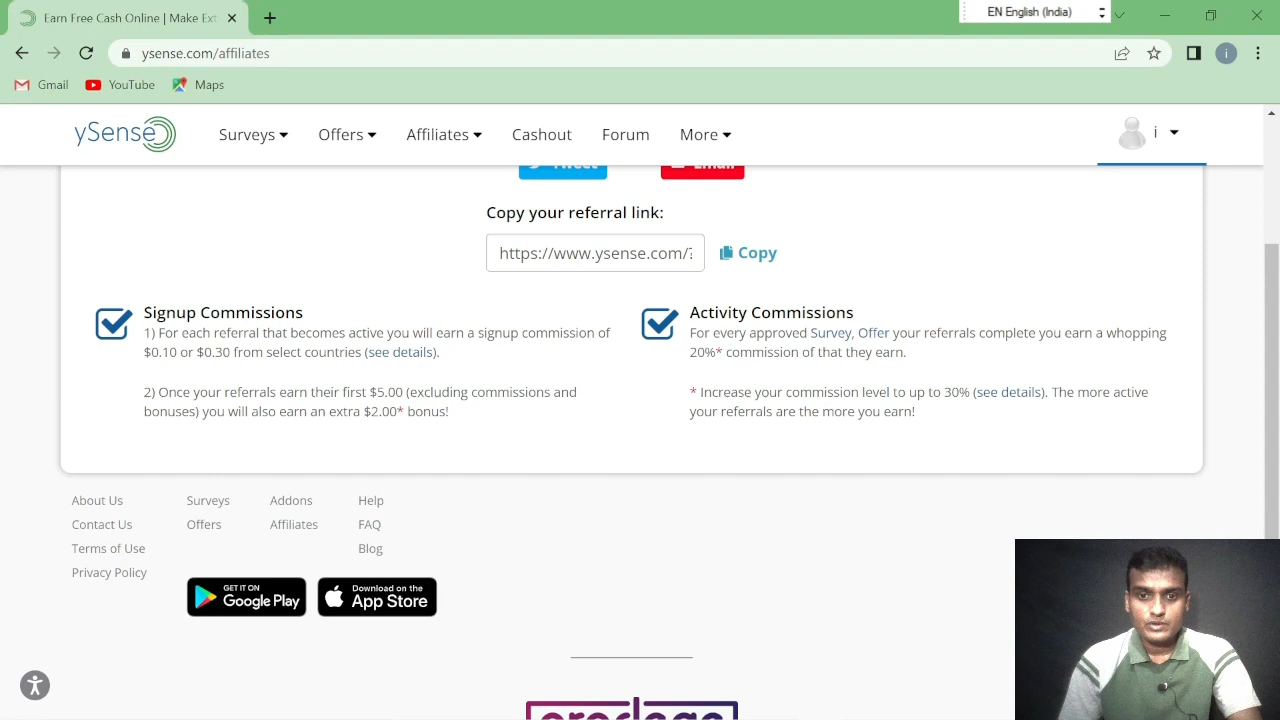 Earn Free Cash Online | Make Ext
EN English (India)
ysense.com/affiliates
i
Gmail YouTube Maps
ySense Surveys Offers Affiliates Cashout Forum More i
Tweet Email
Copy your referral link:
https://www.ysense.com/? Copy
Signup Commissions
1) For each referral that becomes active you will earn a signup commission of
$0.10 or $0.30 from select countries (see details).
2) Once your referrals earn their first $5.00 (excluding commissions and
bonuses) you will also earn an extra $2.00* bonus!
Activity Commissions
For every approved Survey, Offer your referrals complete you earn a whopping
20%* commission of that they earn.
* Increase your commission level to up to 30% (see details). The more active
your referrals are the more you earn!
About Us Surveys Addons Help
Contact Us Offers Affiliates FAQ
Terms of Use Blog
Privacy Policy
GET IT ON
Google Play
Download on the
App Store